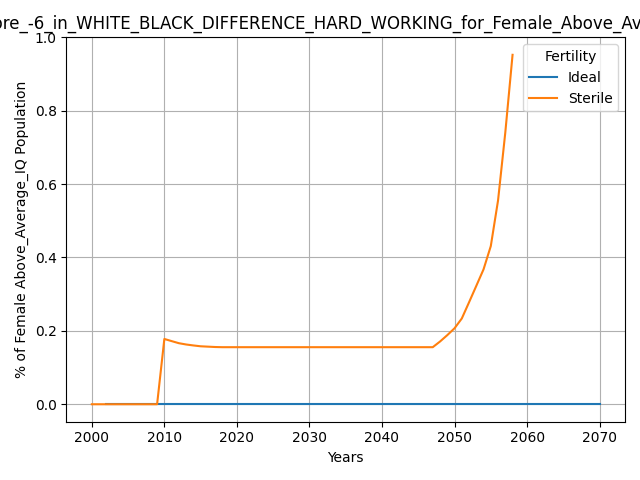 ore_-6_in_WHITE_BLACK_DIFFERENCE_HARD_WORKING_for_Female_Above_Av
Fertility
Ideal
Sterile
1.0
0.8
0.6
0.4
0.2
0.0
% of Female Above_Average_IQ Population
2000 2010 2020 2030 2040 2050 2060 2070
Years